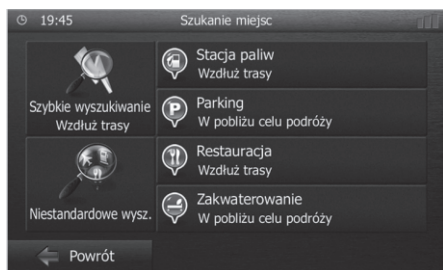 19:45
Szukanie miejsc
Szybkie wyszukiwanie
Wzdłuż trasy
Stacja paliw
Wzdłuż trasy
P
Parking
W pobliżu celu podróży
Niestandardowe wysz.
Restauracja
Wzdłuż trasy
Zakwaterowanie
W pobliżu celu podróży
Powrót